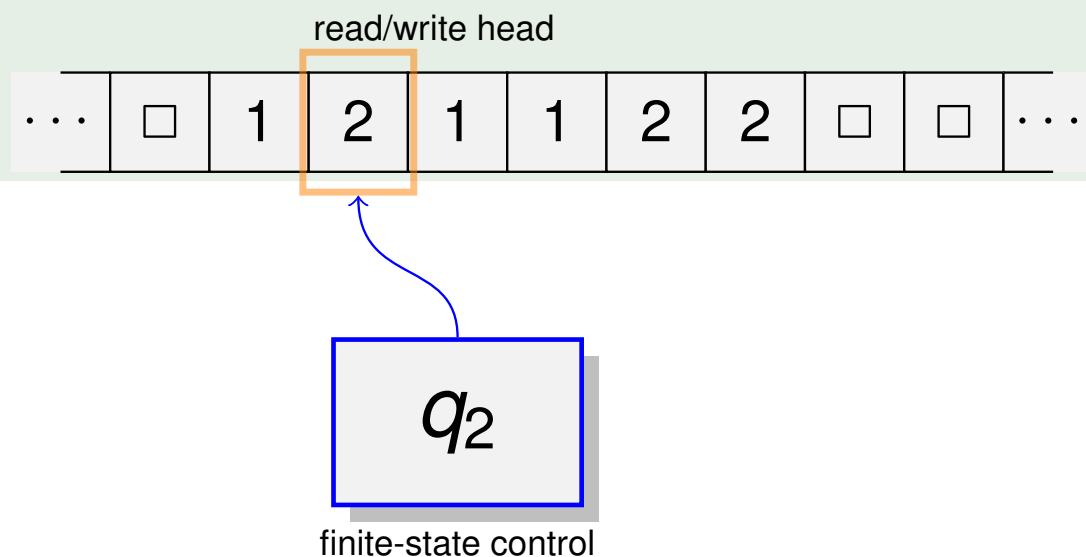 read/write head
··· □ 1 2 1 1 2 2 □ □ ···
q₂
finite-state control